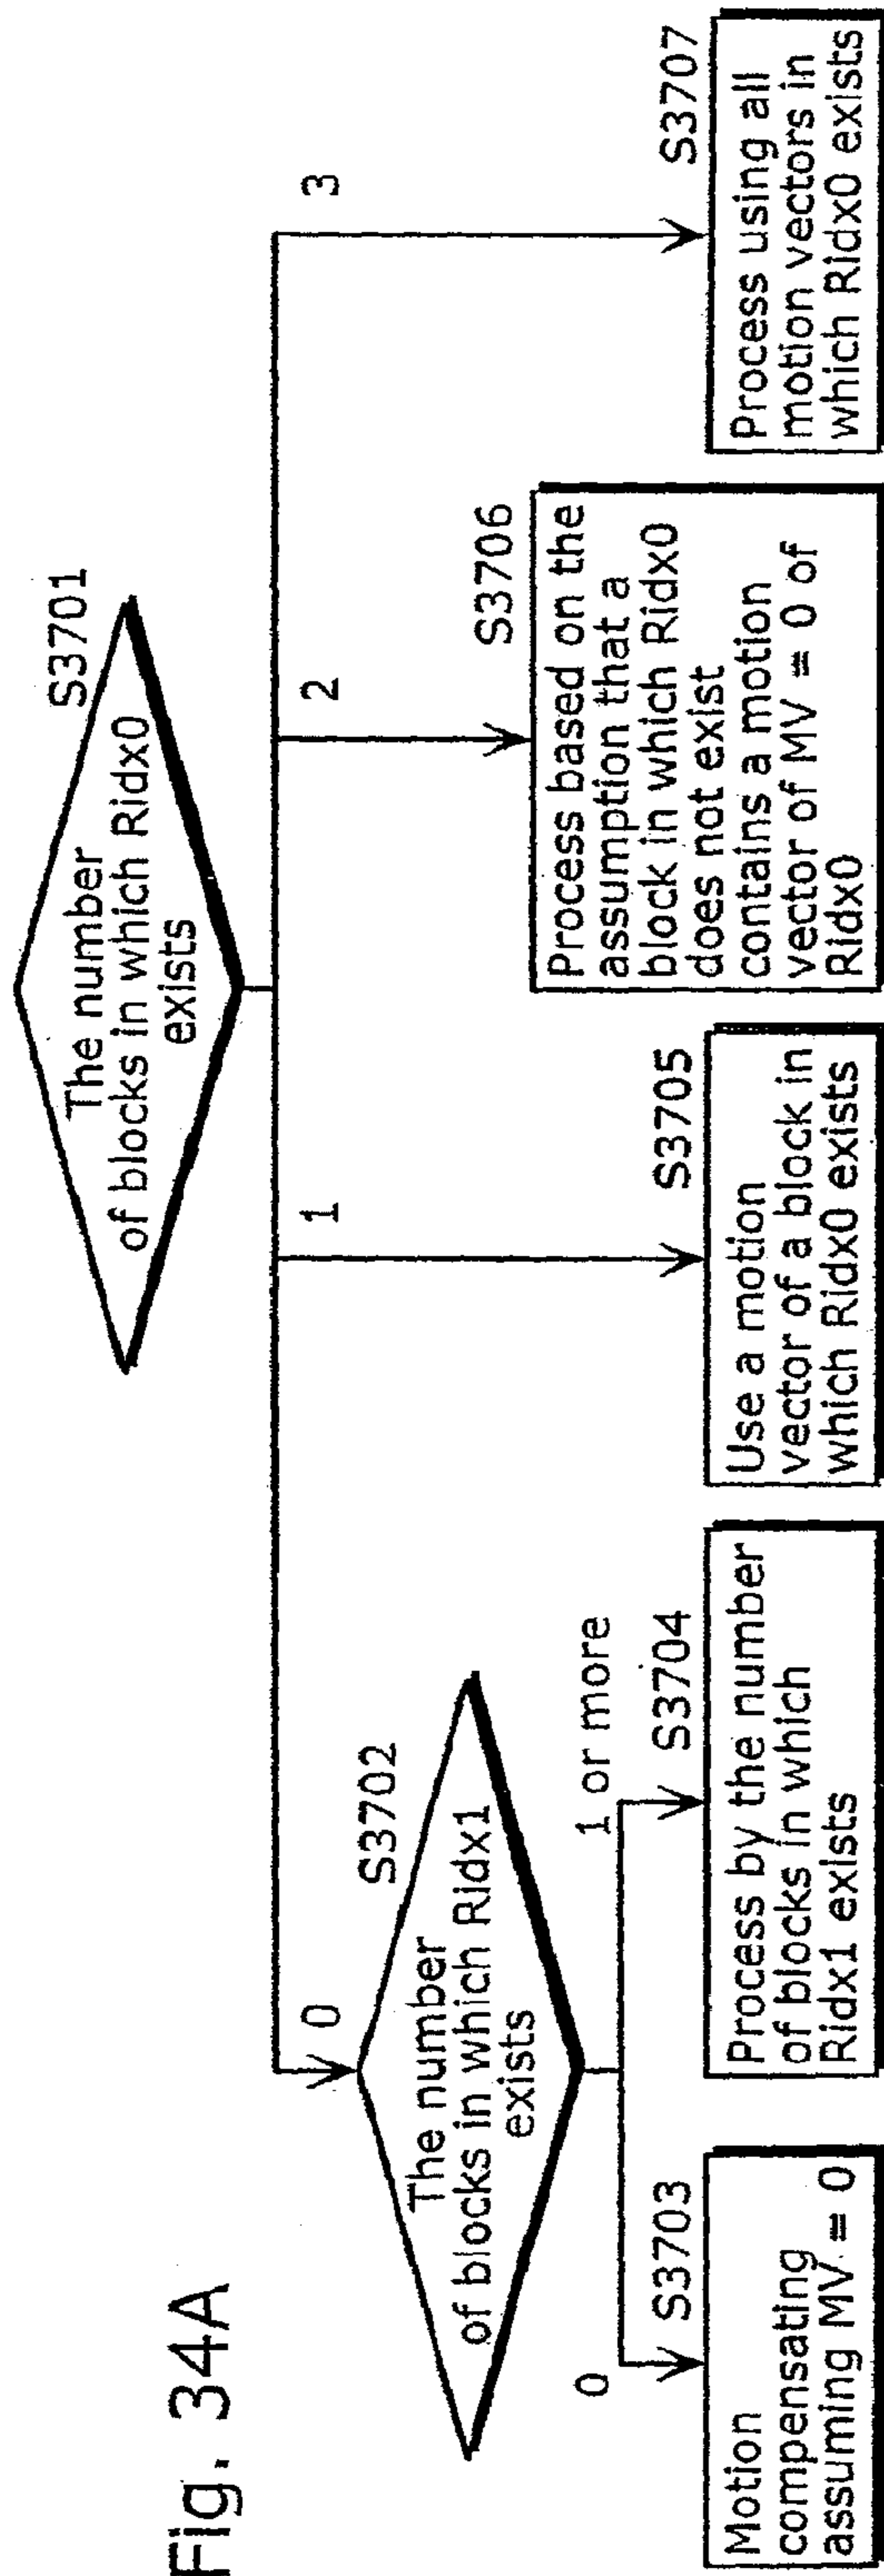 Fig. 34A
S3701
The number
of blocks in which Ridx0
exists
0
1
2
3
S3702
The number
of blocks in which Ridx1
exists
0
1 or more
S3703
Motion
compensating
assuming MV = 0
S3704
Process by the number
of blocks in which
Ridx1 exists
S3705
Use a motion
vector of a block in
which Ridx0 exists
S3706
Process based on the
assumption that a
block in which Ridx0
does not exist
contains a motion
vector of MV = 0 of
Ridx0
S3707
Process using all
motion vectors in
which Ridx0 exists